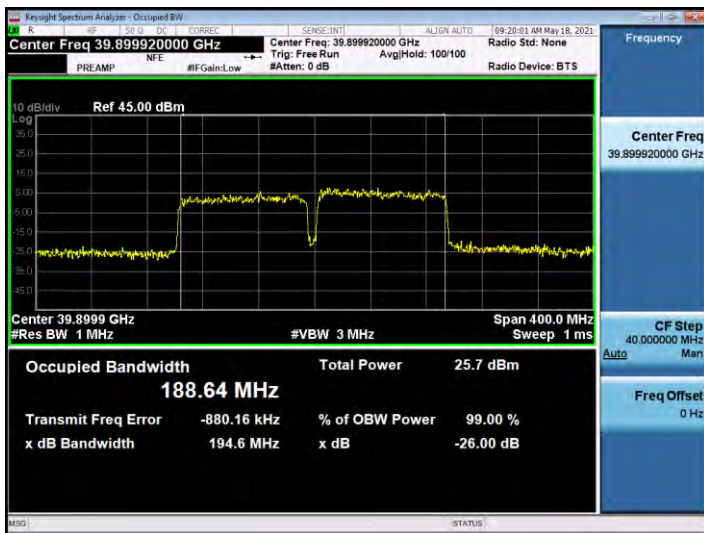 Keysight Spectrum Analyzer - Occupied BW
R RF 50 Ω DC CORREC SENSE:INT ALIGN AUTO 09:20:01 AM May 18, 2021
Center Freq 39.899920000 GHz Center Freq: 39.899920000 GHz Radio Std: None
NFE Trig: Free Run Avg|Hold: 100/100
PREAMP #IFGain:Low #Atten: 0 dB Radio Device: BTS
Frequency
10 dB/div Ref 45.00 dBm
Log
35.0
25.0
15.0
5.00
-5.00
-15.0
-25.0
-35.0
-45.0
Center Freq
39.899920000 GHz
Center 39.8999 GHz Span 400.0 MHz
#Res BW 1 MHz #VBW 3 MHz Sweep 1 ms
CF Step
40.000000 MHz
Auto Man
Occupied Bandwidth Total Power 25.7 dBm
188.64 MHz
Transmit Freq Error -880.16 kHz % of OBW Power 99.00 %
x dB Bandwidth 194.6 MHz x dB -26.00 dB
Freq Offset
0 Hz
MSG STATUS